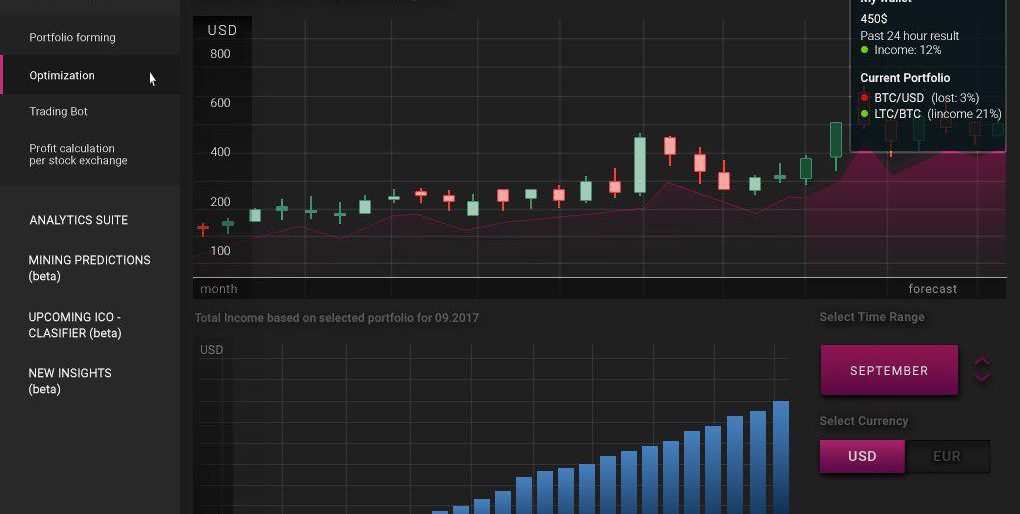 My wallet
450$
Past 24 hour result
Income: 12%
Current Portfolio
BTC/USD (lost: 3%)
LTC/BTC (Iincome 21%)
Portfolio forming
Optimization
Trading Bot
Profit calculation
per stock exchange
ANALYTICS SUITE
MINING PREDICTIONS
(beta)
UPCOMING ICO -
CLASIFIER (beta)
NEW INSIGHTS
(beta)
USD
800
600
400
200
100
month
forecast
Total Income based on selected portfolio for 09.2017
USD
Select Time Range
SEPTEMBER
Select Currency
USD
EUR